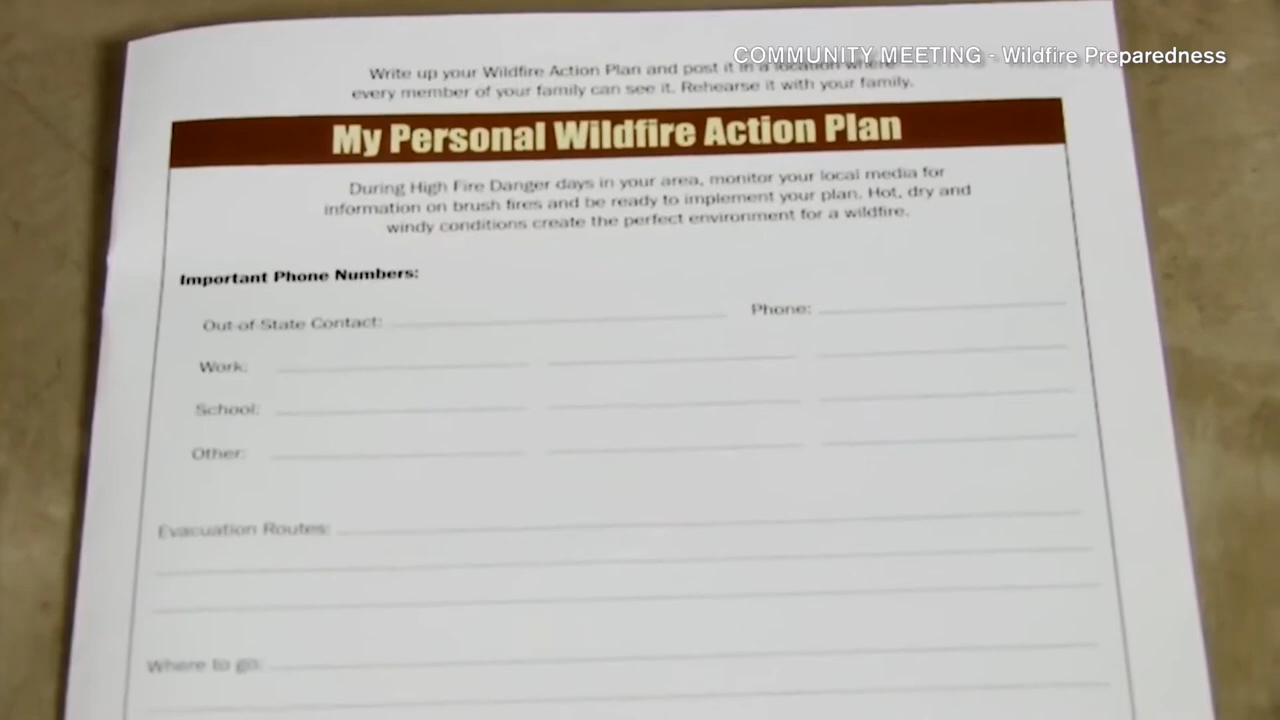 COMMUNITY MEETING - Wildfire Preparedness
Write up your Wildfire Action Plan and post it in a location where
every member of your family can see it. Rehearse it with your family.
My Personal Wildfire Action Plan
During High Fire Danger days in your area, monitor your local media for
information on brush fires and be ready to implement your plan. Hot, dry and
windy conditions create the perfect environment for a wildfire.
Important Phone Numbers:
Out-of-State Contact: Phone:
Work:
School:
Other:
Evacuation Routes:
Where to go: